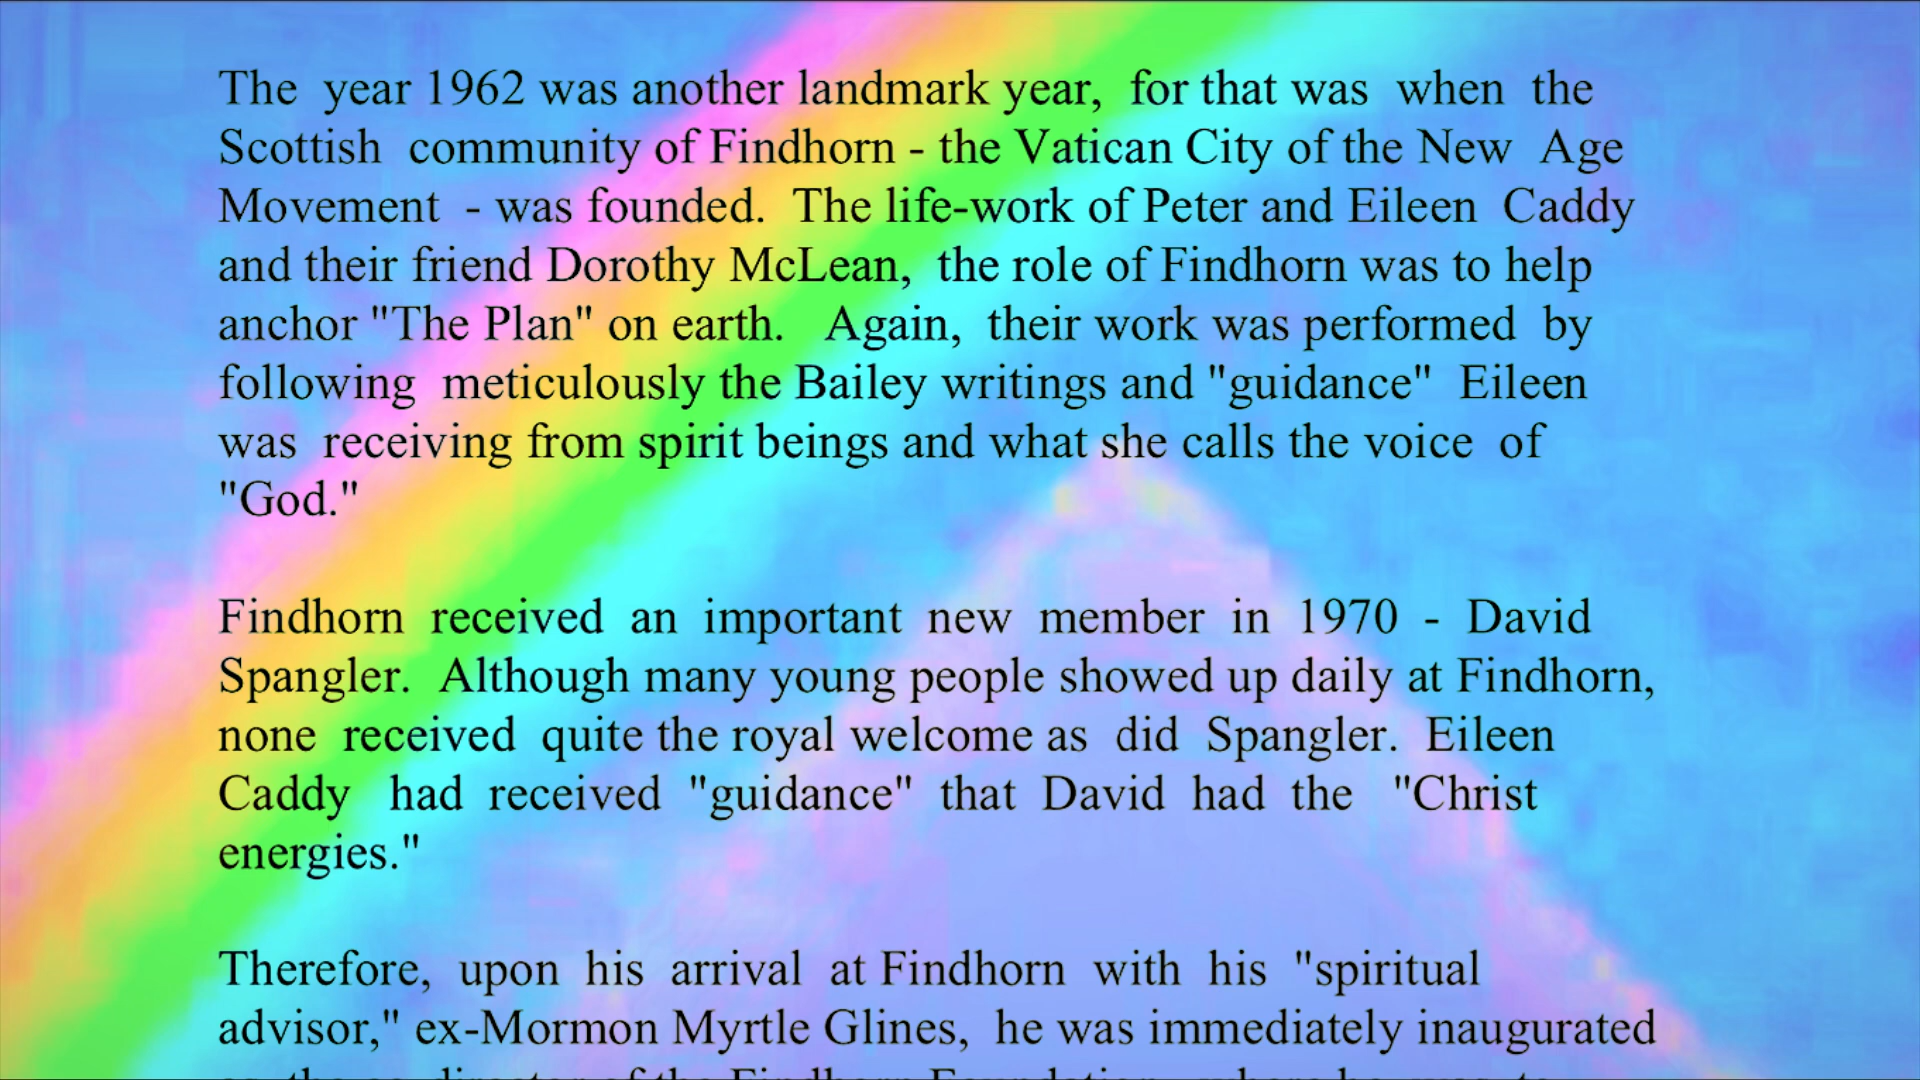 The year 1962 was another landmark year, for that was when the
Scottish community of Findhorn - the Vatican City of the New Age
Movement - was founded. The life-work of Peter and Eileen Caddy
and their friend Dorothy McLean, the role of Findhorn was to help
anchor "The Plan" on earth. Again, their work was performed by
following meticulously the Bailey writings and "guidance" Eileen
was receiving from spirit beings and what she calls the voice of
"God."
Findhorn received an important new member in 1970 - David
Spangler. Although many young people showed up daily at Findhorn,
none received quite the royal welcome as did Spangler. Eileen
Caddy had received "guidance" that David had the "Christ
energies."
Therefore, upon his arrival at Findhorn with his "spiritual
advisor," ex-Mormon Myrtle Glines, he was immediately inaugurated